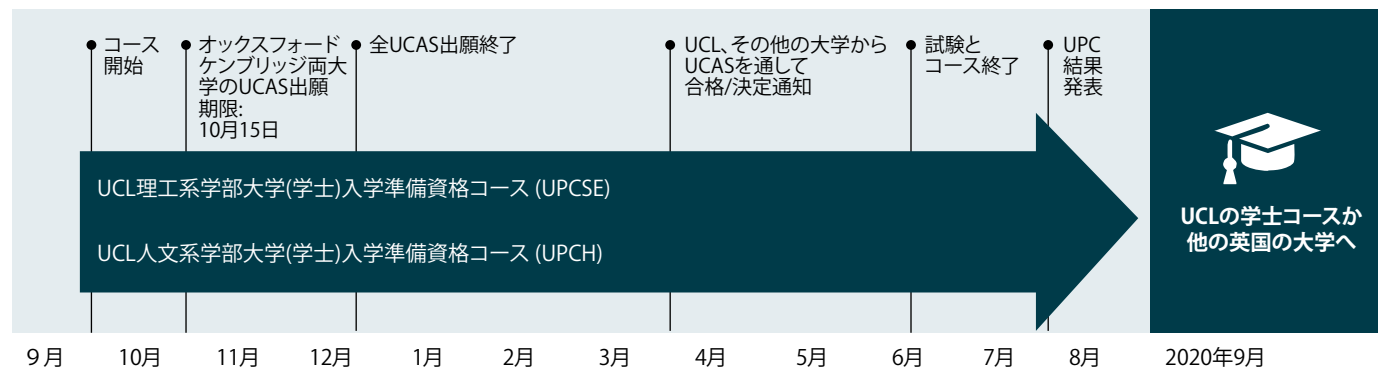 コース
開始
オックスフォード
ケンブリッジ両大
学のUCAS出願
期限:
10月15日
全UCAS出願終了
UCL、その他の大学から
UCASを通して
合格/決定通知
試験と
コース終了
UPC
結果
発表
UCL理工系学部大学(学士)入学準備資格コース (UPCSE)
UCL人文系学部大学(学士)入学準備資格コース (UPCH)
UCLの学士コースか
他の英国の大学へ
9月 10月 11月 12月 1月 2月 3月 4月 5月 6月 7月 8月 2020年9月